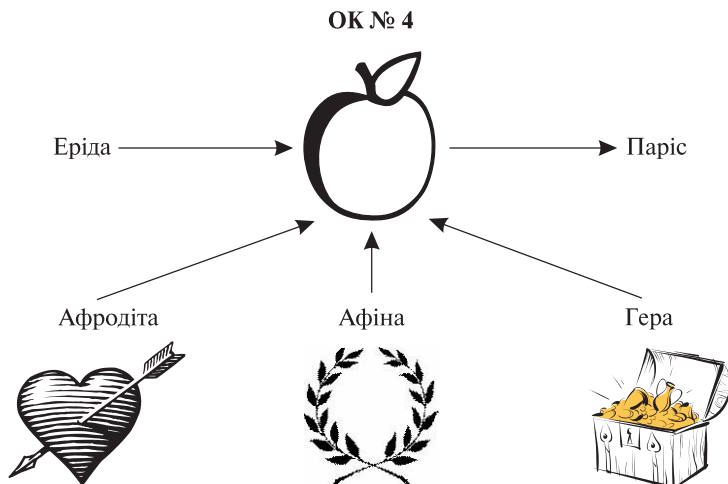 ОК № 4
Еріда
Паріс
Афродіта
Афіна
Гера